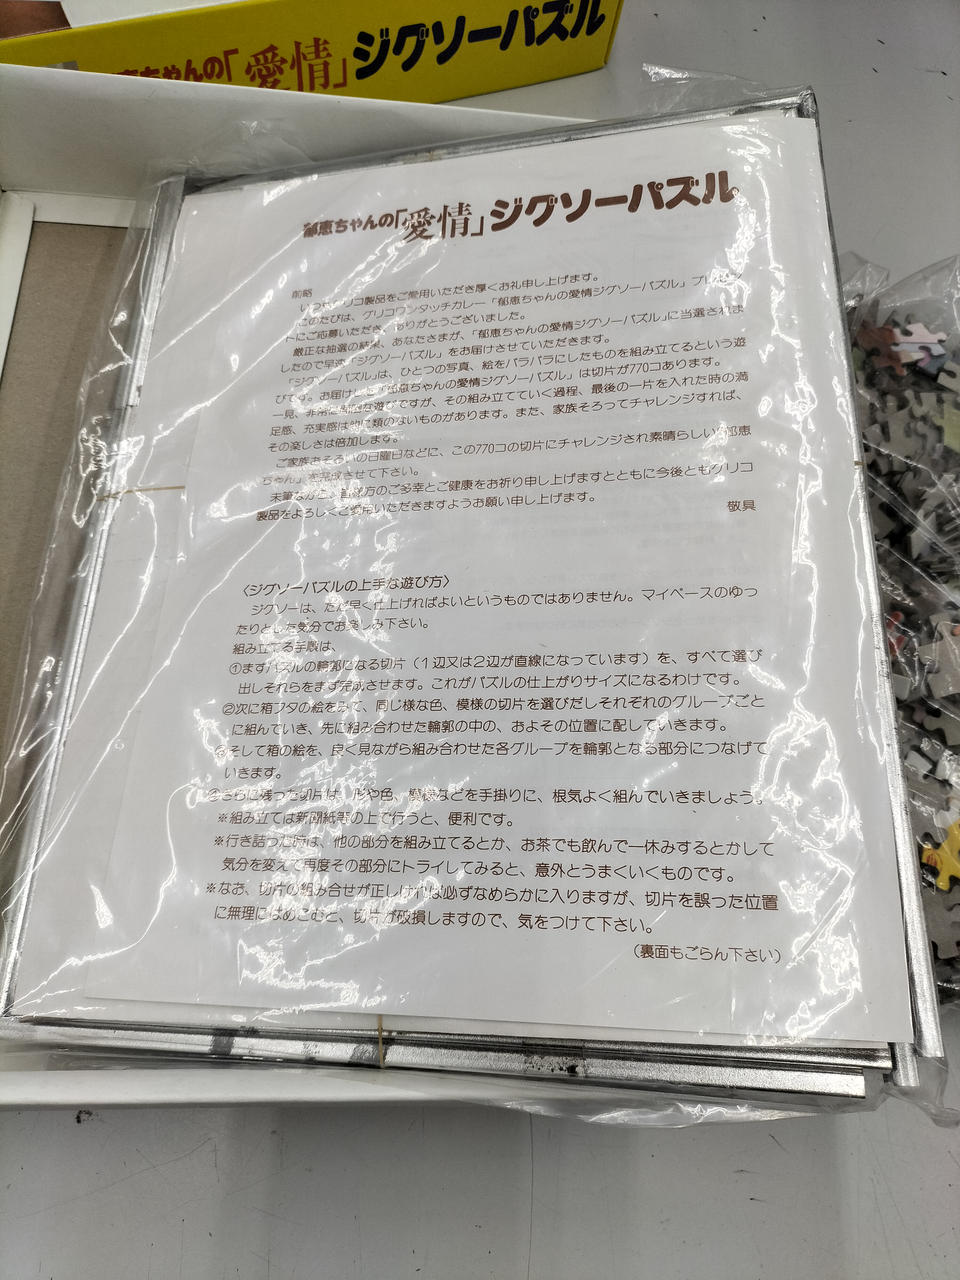 恵ちゃんの「愛情」ジグソーパズル
郁恵ちゃんの「愛情」ジグソーパズル
前略
いつもグリコ製品をご愛用いただき厚くお礼申し上げます。
このたびは、グリコワンタッチカレー「郁恵ちゃんの愛情ジグソーパズル」プレゼン
トにご応募いただき、ありがとうございました。
厳正な抽選の結果、あなたさまが、「郁恵ちゃんの愛情ジグソーパズル」に当選されま
したので早速「ジグソーパズル」をお届けさせていただきます。
「ジグソーパズル」は、ひとつの写真、絵をバラバラにしたものを組み立てるという遊
びです。お届けした「郁恵ちゃんの愛情ジグソーパズル」は切片が770コあります。
一見、非常に困難な遊びですが、その組み立てていく過程、最後の一片を入れた時の満
足感、充実感は他に類のないものがあります。また、家族そろってチャレンジすれば、
その楽しさは倍加します。
ご家族おそろいの日曜日などに、この770コの切片にチャレンジされ素晴らしい「郁恵
ちゃん」を完成させて下さい。
末筆ながら、皆様方のご多幸とご健康をお祈り申し上げますとともに今後ともグリコ
製品をよろしくご愛用いただきますようお願い申し上げます。
敬具
〈ジグソーパズルの上手な遊び方〉
ジグソーは、ただ早く仕上げればよいというものではありません。マイペースのゆっ
たりとした気分でお楽しみ下さい。
組み立てる手順は、
①まずパズルの輪郭になる切片（1辺又は2辺が直線になっています）を、すべて選び
出しそれらをまず完成させます。これがパズルの仕上がりサイズになるわけです。
②次に箱フタの絵をみて、同じ様な色、模様の切片を選びだしそれぞれのグループごと
に組んでいき、先に組み合わせた輪郭の中の、およその位置に配していきます。
③そして箱の絵を、良く見ながら組み合わせた各グループを輪郭となる部分につなげて
いきます。
④さらに残った切片は、形や色、模様などを手掛りに、根気よく組んでいきましょう。
※組み立ては新聞紙等の上で行うと、便利です。
※行き詰った時は、他の部分を組み立てるとか、お茶でも飲んで一休みするとかして
気分を変えて再度その部分にトライしてみると、意外とうまくいくものです。
※なお、切片の組み合せが正しければ必ずなめらかに入りますが、切片を誤った位置
に無理にはめこむと、切片が破損しますので、気をつけて下さい。
（裏面もごらん下さい）